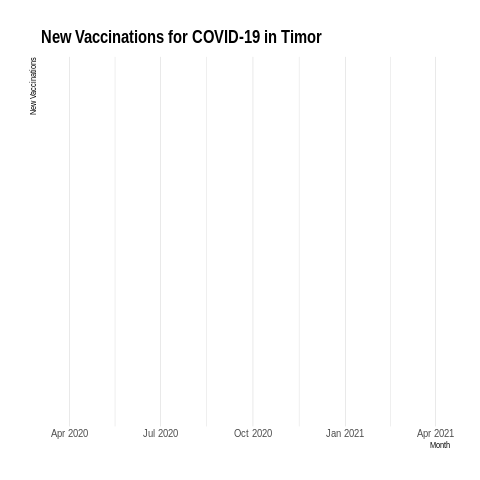 New Vaccinations for COVID-19 in Timor
New Vaccinations
Apr 2020 Jul 2020 Oct 2020 Jan 2021 Apr 2021
Month